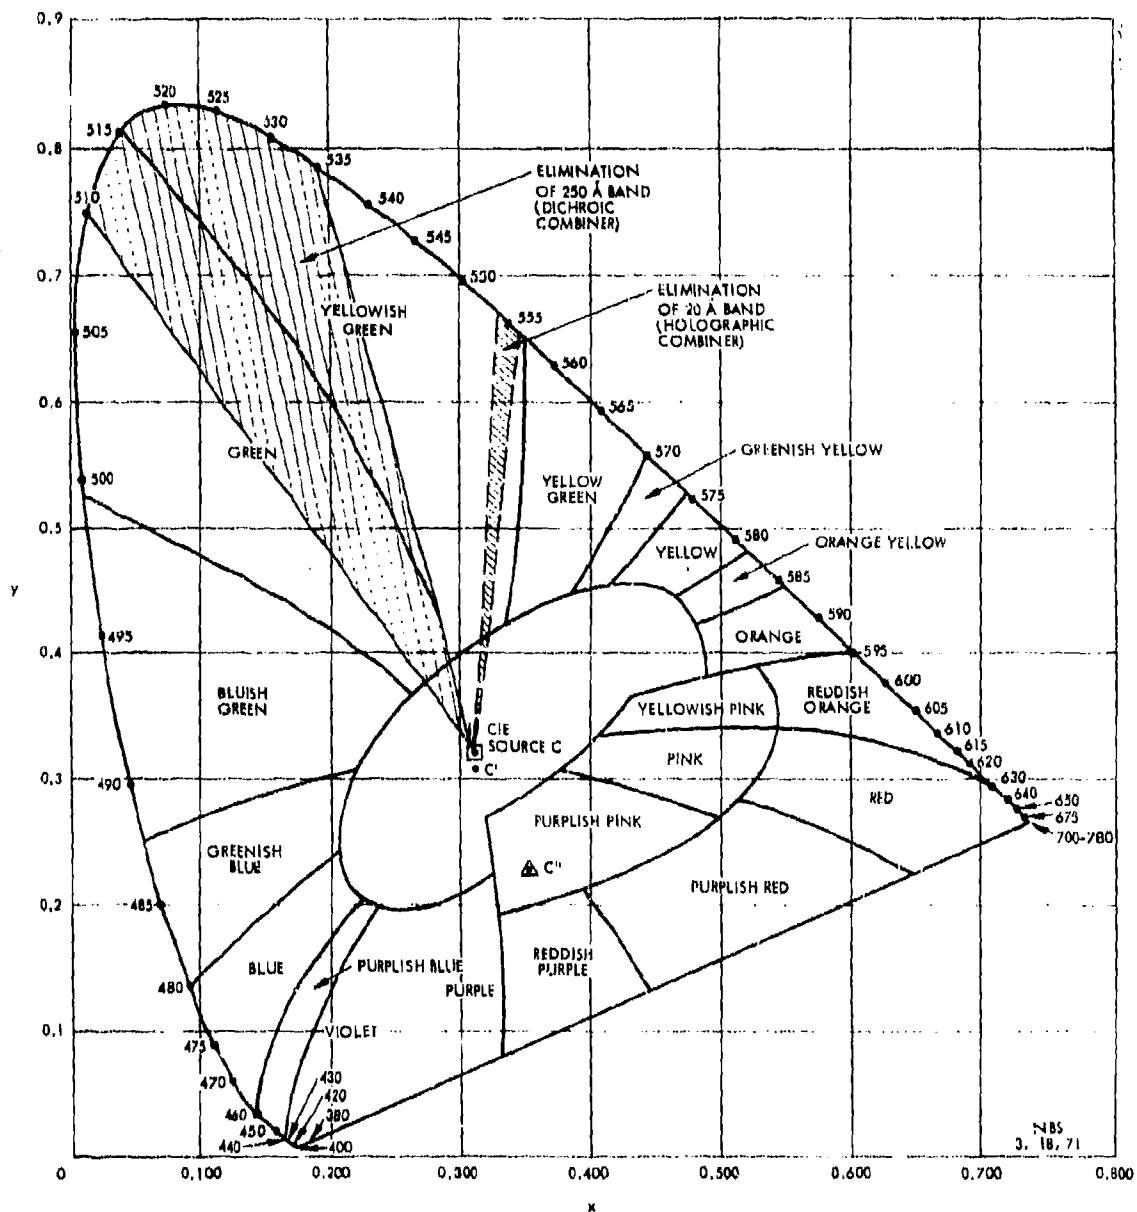 0,9
520
525
515
530
0,8
535
ELIMINATION
OF 250 Å BAND
(DICHROIC
COMBINER)
510
540
545
0,7
550
ELIMINATION
OF 20 Å BAND
(HOLOGRAPHIC
COMBINER)
YELLOWISH
GREEN
555
505
560
0,6
565
GREEN
570
GREENISH YELLOW
500
YELLOW
GREEN
575
0,5
580
YELLOW
ORANGE YELLOW
585
y
590
495
ORANGE
0,4
595
600
BLUISH
GREEN
REDDISH
ORANGE
605
YELLOWISH PINK
610
CIE
SOURCE C
615
PINK
620
C'
0,3
630
490
RED
640
650
675
PURPLISH PINK
700-780
GREENISH
BLUE
C"
PURPLISH RED
0,2
485
REDDISH
PURPLE
BLUE
PURPLISH BLUE
480
PURPLE
0,1
VIOLET
475
430
470
420
460
380
450
440
400
NBS
3. 18, 71
0
0
0,100
0,200
0,300
0,400
0,500
0,600
0,700
0,800
x